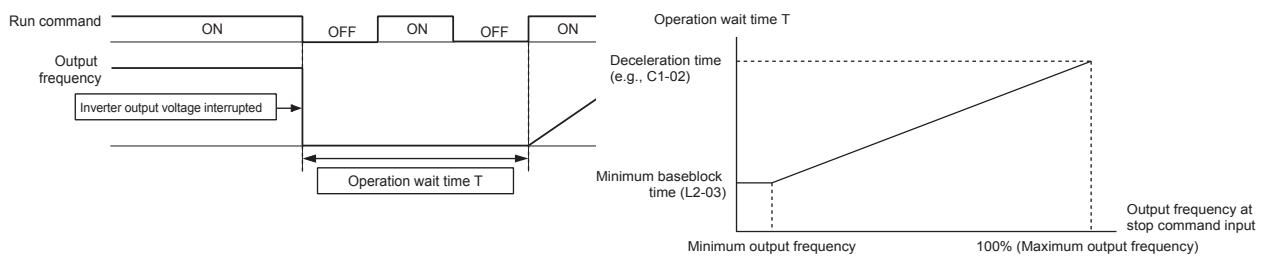 Run command
ON
OFF
ON
OFF
ON
Output
frequency
Inverter output voltage interrupted
Operation wait time T
Operation wait time T
Deceleration time
(e.g., C1-02)
Minimum baseblock
time (L2-03)
Output frequency at
stop command input
Minimum output frequency
100% (Maximum output frequency)